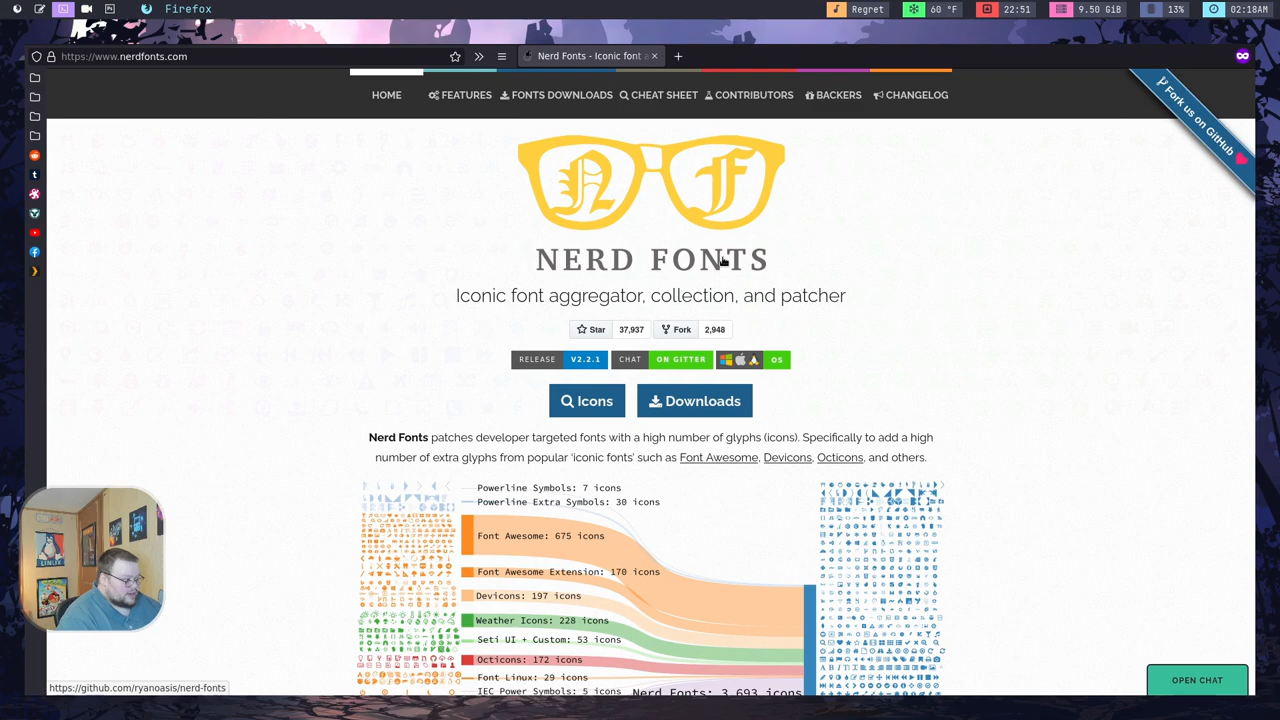 Firefox
Regret
60 °F
22:51
9.50 GiB
13%
02:18AM
https://www.nerdfonts.com
Nerd Fonts - Iconic font a
HOME
FEATURES
FONTS DOWNLOADS
CHEAT SHEET
CONTRIBUTORS
BACKERS
CHANGELOG
Fork us on GitHub
N F
NERD FONTS
Iconic font aggregator, collection, and patcher
Star 37,937 Fork 2,948
RELEASE V2.2.1 CHAT ON GITTER OS
Icons
Downloads
Nerd Fonts patches developer targeted fonts with a high number of glyphs (icons). Specifically to add a high
number of extra glyphs from popular ‘iconic fonts’ such as Font Awesome, Devicons, Octicons, and others.
Powerline Symbols: 7 icons
Powerline Extra Symbols: 30 icons
Font Awesome: 675 icons
Font Awesome Extension: 170 icons
Devicons: 197 icons
Weather Icons: 228 icons
Seti UI + Custom: 53 icons
Octicons: 172 icons
Font Linux: 29 icons
IEC Power Symbols: 5 icons
Nerd Fonts: 3,693 icons
LINUX
https://github.com/ryanoasis/nerd-fonts
OPEN CHAT